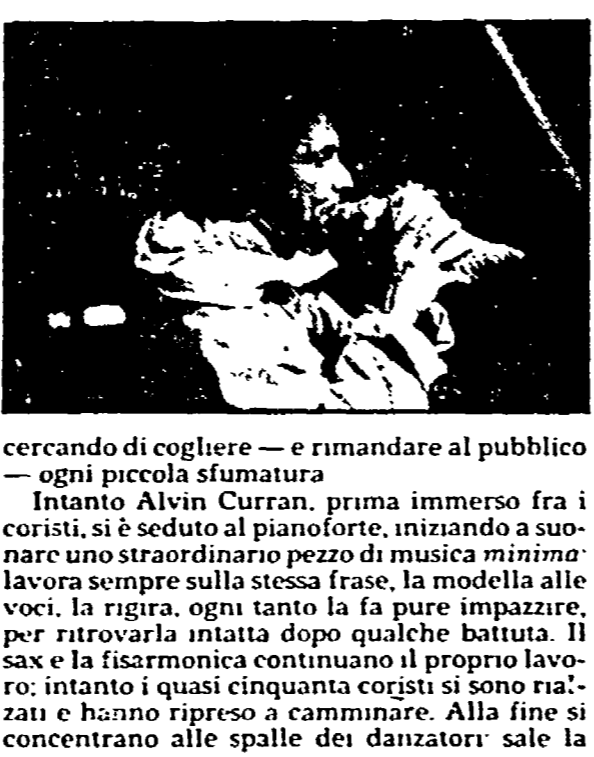 cercando di cogliere — e rimandare al pubblico
— ogni piccola sfumatura
Intanto Alvin Curran, prima immerso fra i
coristi, si è seduto al pianoforte, iniziando a suo-
nare uno straordinario pezzo di musica minima:
lavora sempre sulla stessa frase, la modella alle
voci, la rigira, ogni tanto la fa pure impazzire,
per ritrovarla intatta dopo qualche battuta. Il
sax e la fisarmonica continuano il proprio lavo-
ro; intanto i quasi cinquanta coristi si sono rial-
zati e hanno ripreso a camminare. Alla fine si
concentrano alle spalle dei danzatori: sale la